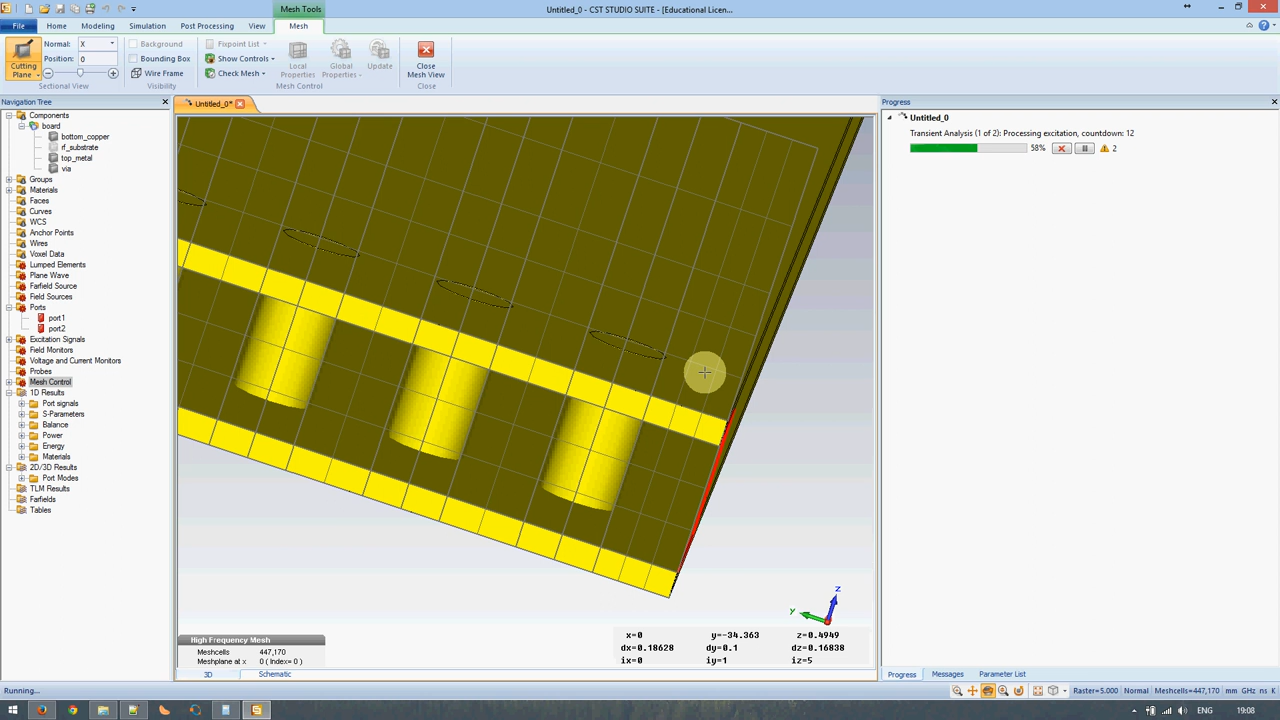 Mesh Tools
Untitled_0 - CST STUDIO SUITE - [Educational Licen...
File Home Modeling Simulation Post Processing View Mesh
Cutting Plane
Normal: X
Position: 0
Background
Bounding Box
Wire Frame
Fixpoint List
Show Controls
Check Mesh
Local Properties
Global Properties
Update
Close Mesh View
Sectional View Visibility Mesh Control Close
Navigation Tree
Untitled_0*
Progress
Components
board
bottom_copper
rf_substrate
top_metal
via
Groups
Materials
Faces
Curves
WCS
Anchor Points
Wires
Voxel Data
Lumped Elements
Plane Wave
Farfield Source
Field Sources
Ports
port1
port2
Excitation Signals
Field Monitors
Voltage and Current Monitors
Probes
Mesh Control
1D Results
Port signals
S-Parameters
Balance
Power
Energy
Materials
2D/3D Results
Port Modes
TLM Results
Farfields
Tables
Untitled_0
Transient Analysis (1 of 2): Processing excitation, countdown: 12
58% 2
z
y
High Frequency Mesh
Meshcells 447,170
Meshplane at x 0 ( Index= 0 )
x=0 y=-34.363 z=0.4949
dx=0.18628 dy=0.1 dz=0.16838
ix=0 iy=1 iz=5
3D Schematic
Progress Messages Parameter List
Running...
Raster=5.000 Normal Meshcells=447,170 mm GHz ns K
ENG 19:08